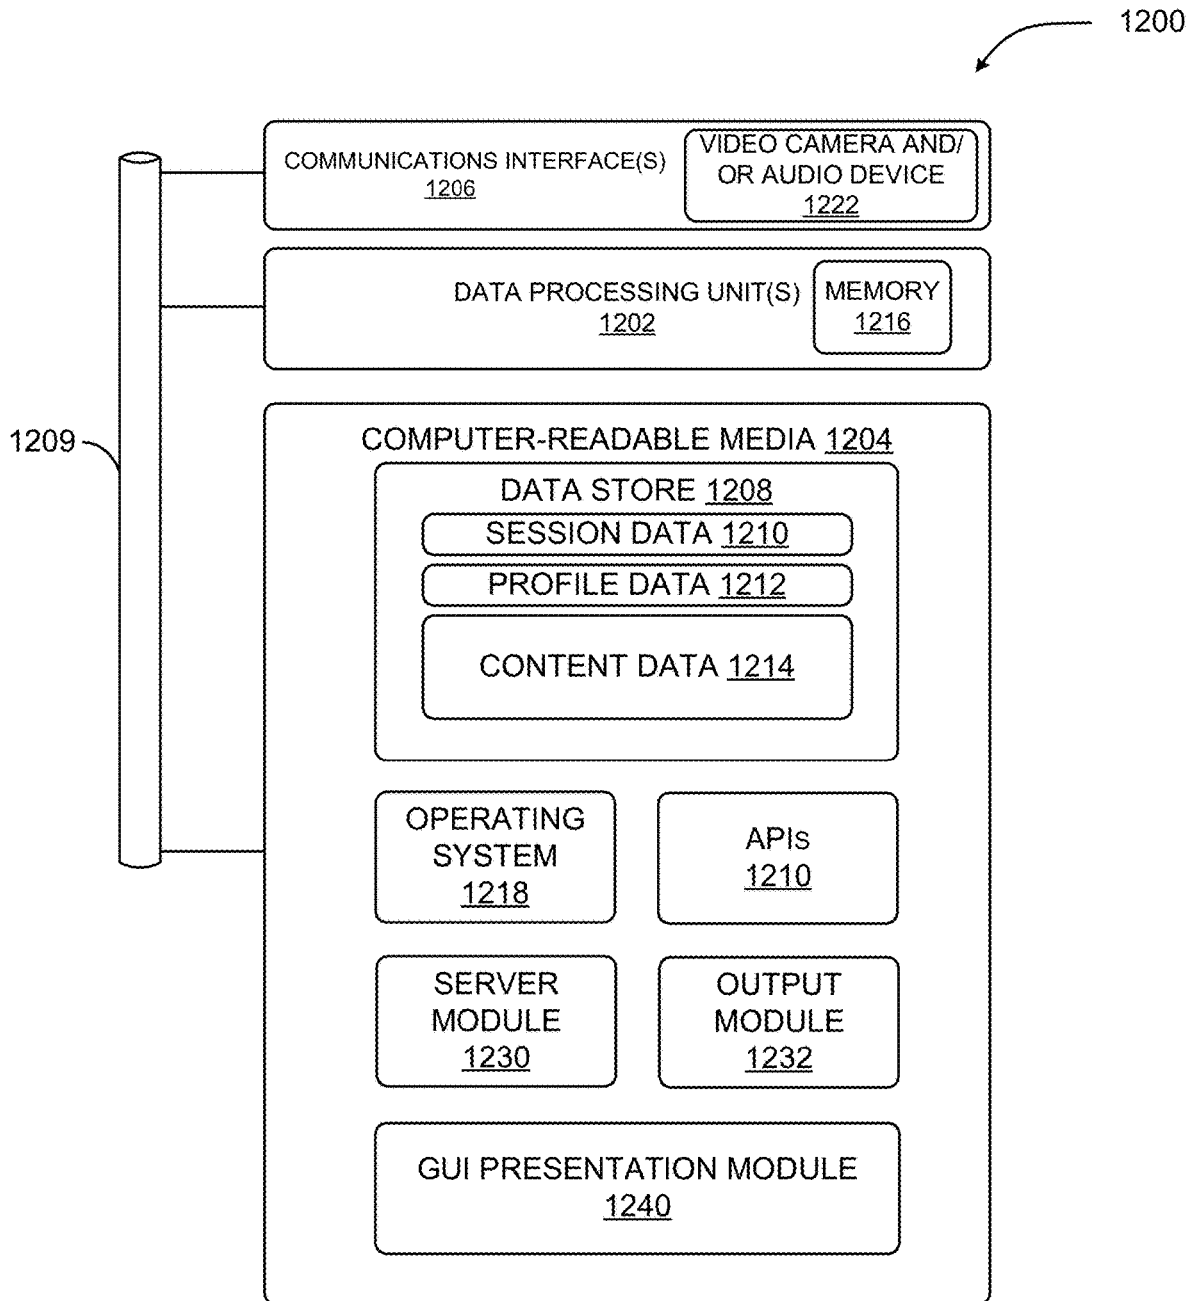 1200
COMMUNICATIONS INTERFACE(S)
1206
VIDEO CAMERA AND/
OR AUDIO DEVICE
1222
DATA PROCESSING UNIT(S)
1202
MEMORY
1216
1209
COMPUTER-READABLE MEDIA 1204
DATA STORE 1208
SESSION DATA 1210
PROFILE DATA 1212
CONTENT DATA 1214
OPERATING
SYSTEM
1218
APIs
1210
SERVER
MODULE
1230
OUTPUT
MODULE
1232
GUI PRESENTATION MODULE
1240